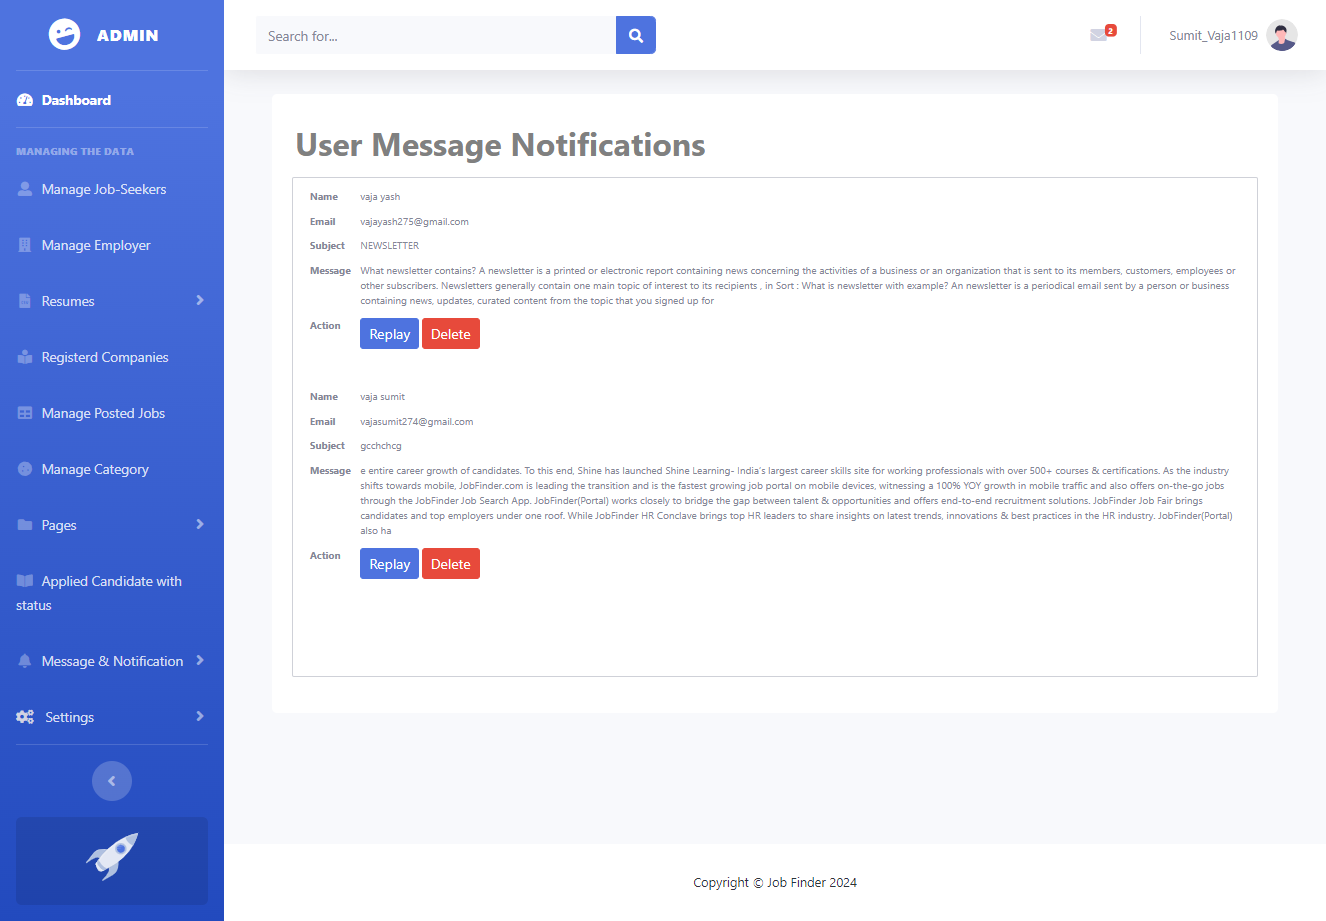 ADMIN
Search for...
2
Sumit_Vaja1109
Dashboard
MANAGING THE DATA
Manage Job-Seekers
Manage Employer
Resumes
Registerd Companies
Manage Posted Jobs
Manage Category
Pages
Applied Candidate with
status
Message & Notification
Settings
User Message Notifications
Name vaja yash
Email vajayash275@gmail.com
Subject NEWSLETTER
Message What newsletter contains? A newsletter is a printed or electronic report containing news concerning the activities of a business or an organization that is sent to its members, customers, employees or
other subscribers. Newsletters generally contain one main topic of interest to its recipients , in Sort : What is newsletter with example? An newsletter is a periodical email sent by a person or business
containing news, updates, curated content from the topic that you signed up for
Action Replay Delete
Name vaja sumit
Email vajasumit274@gmail.com
Subject gcchchcg
Message e entire career growth of candidates. To this end, Shine has launched Shine Learning- India's largest career skills site for working professionals with over 500+ courses & certifications. As the industry
shifts towards mobile, JobFinder.com is leading the transition and is the fastest growing job portal on mobile devices, witnessing a 100% YOY growth in mobile traffic and also offers on-the-go jobs
through the JobFinder Job Search App. JobFinder(Portal) works closely to bridge the gap between talent & opportunities and offers end-to-end recruitment solutions. JobFinder Job Fair brings
candidates and top employers under one roof. While JobFinder HR Conclave brings top HR leaders to share insights on latest trends, innovations & best practices in the HR industry. JobFinder(Portal)
also ha
Action Replay Delete
Copyright © Job Finder 2024